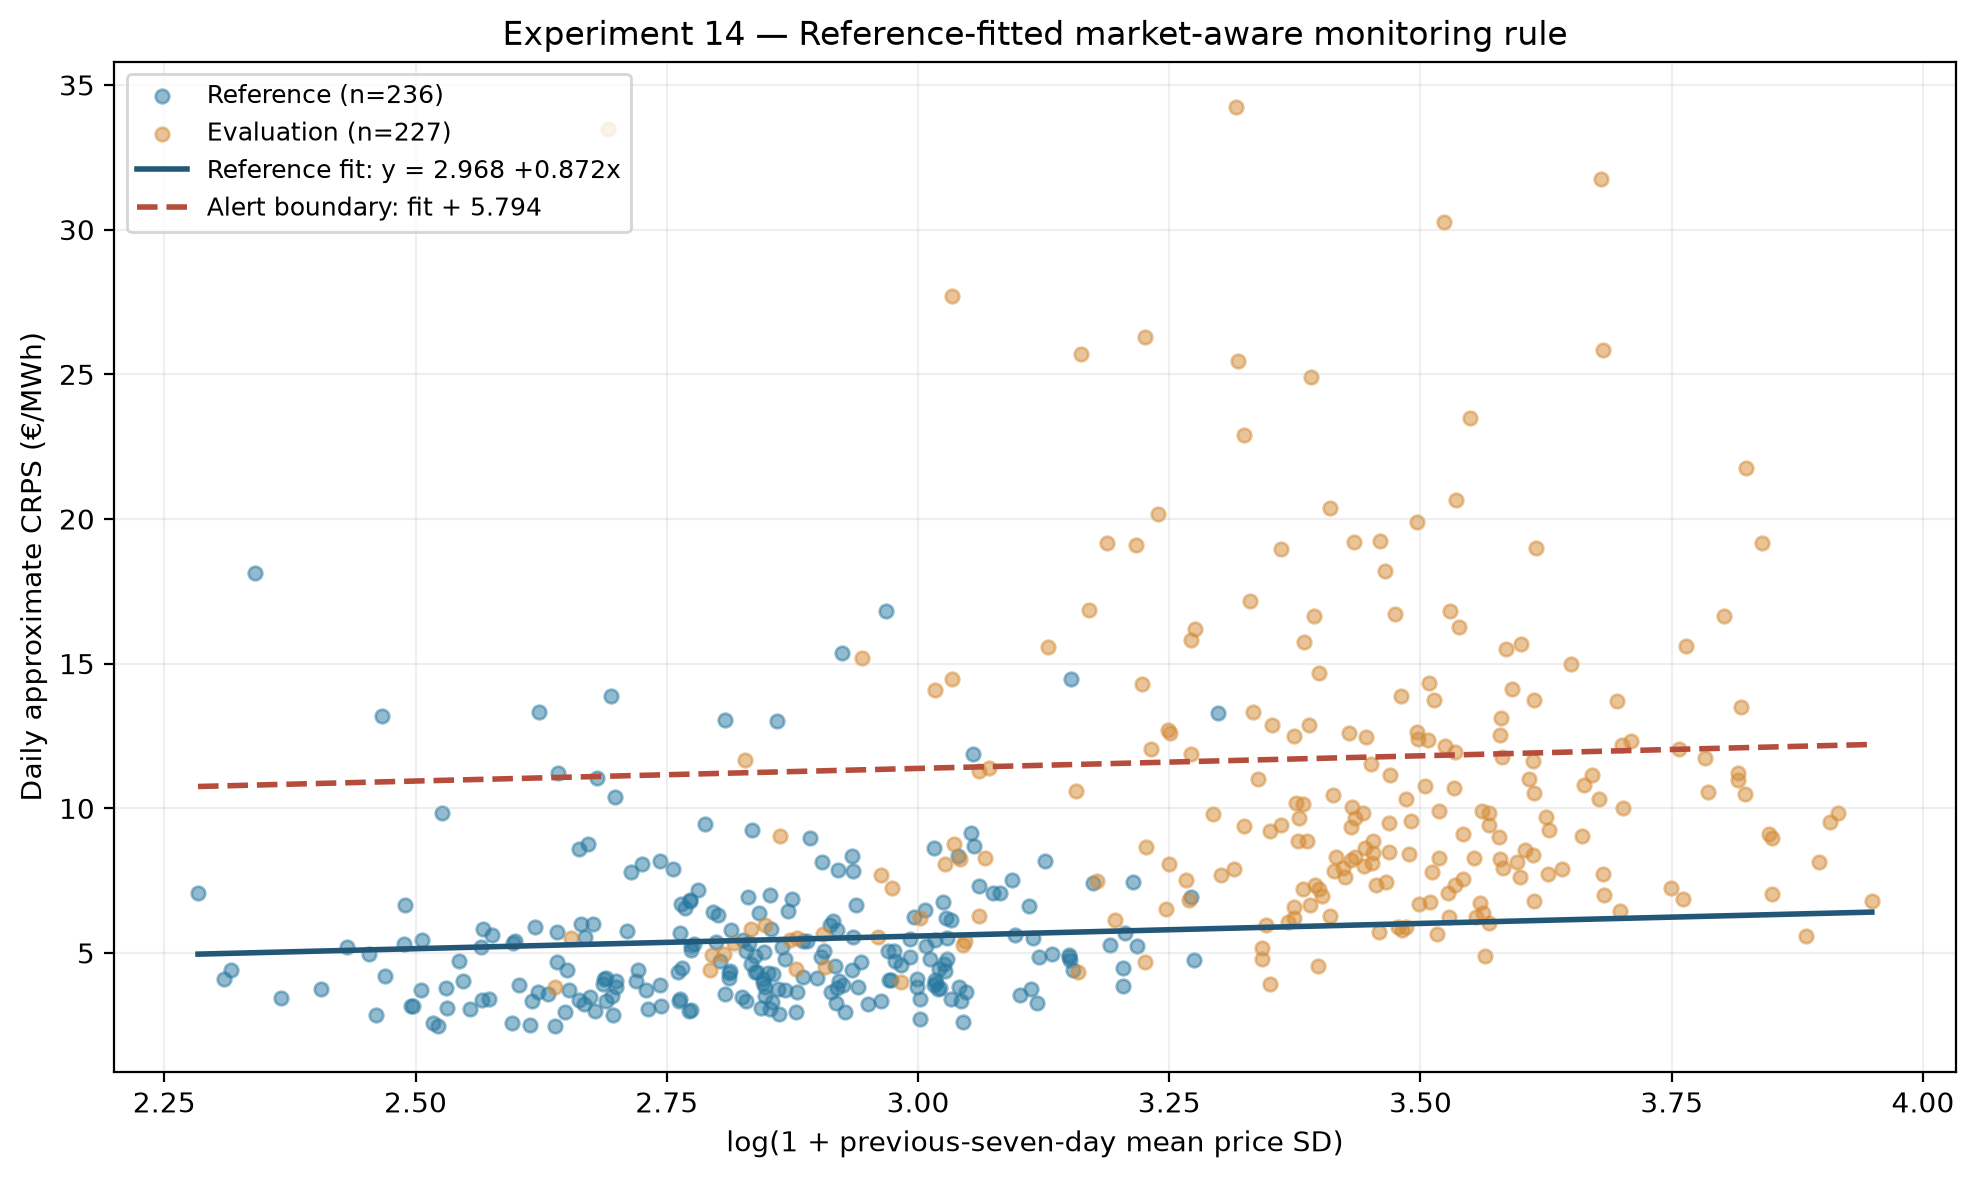 Experiment 14 — Reference-fitted market-aware monitoring rule
Reference (n=236)
Evaluation (n=227)
Reference fit: y = 2.968 +0.872x
Alert boundary: fit + 5.794
35
30
25
20
15
10
5
Daily approximate CRPS (€/MWh)
2.25 2.50 2.75 3.00 3.25 3.50 3.75 4.00
log(1 + previous-seven-day mean price SD)